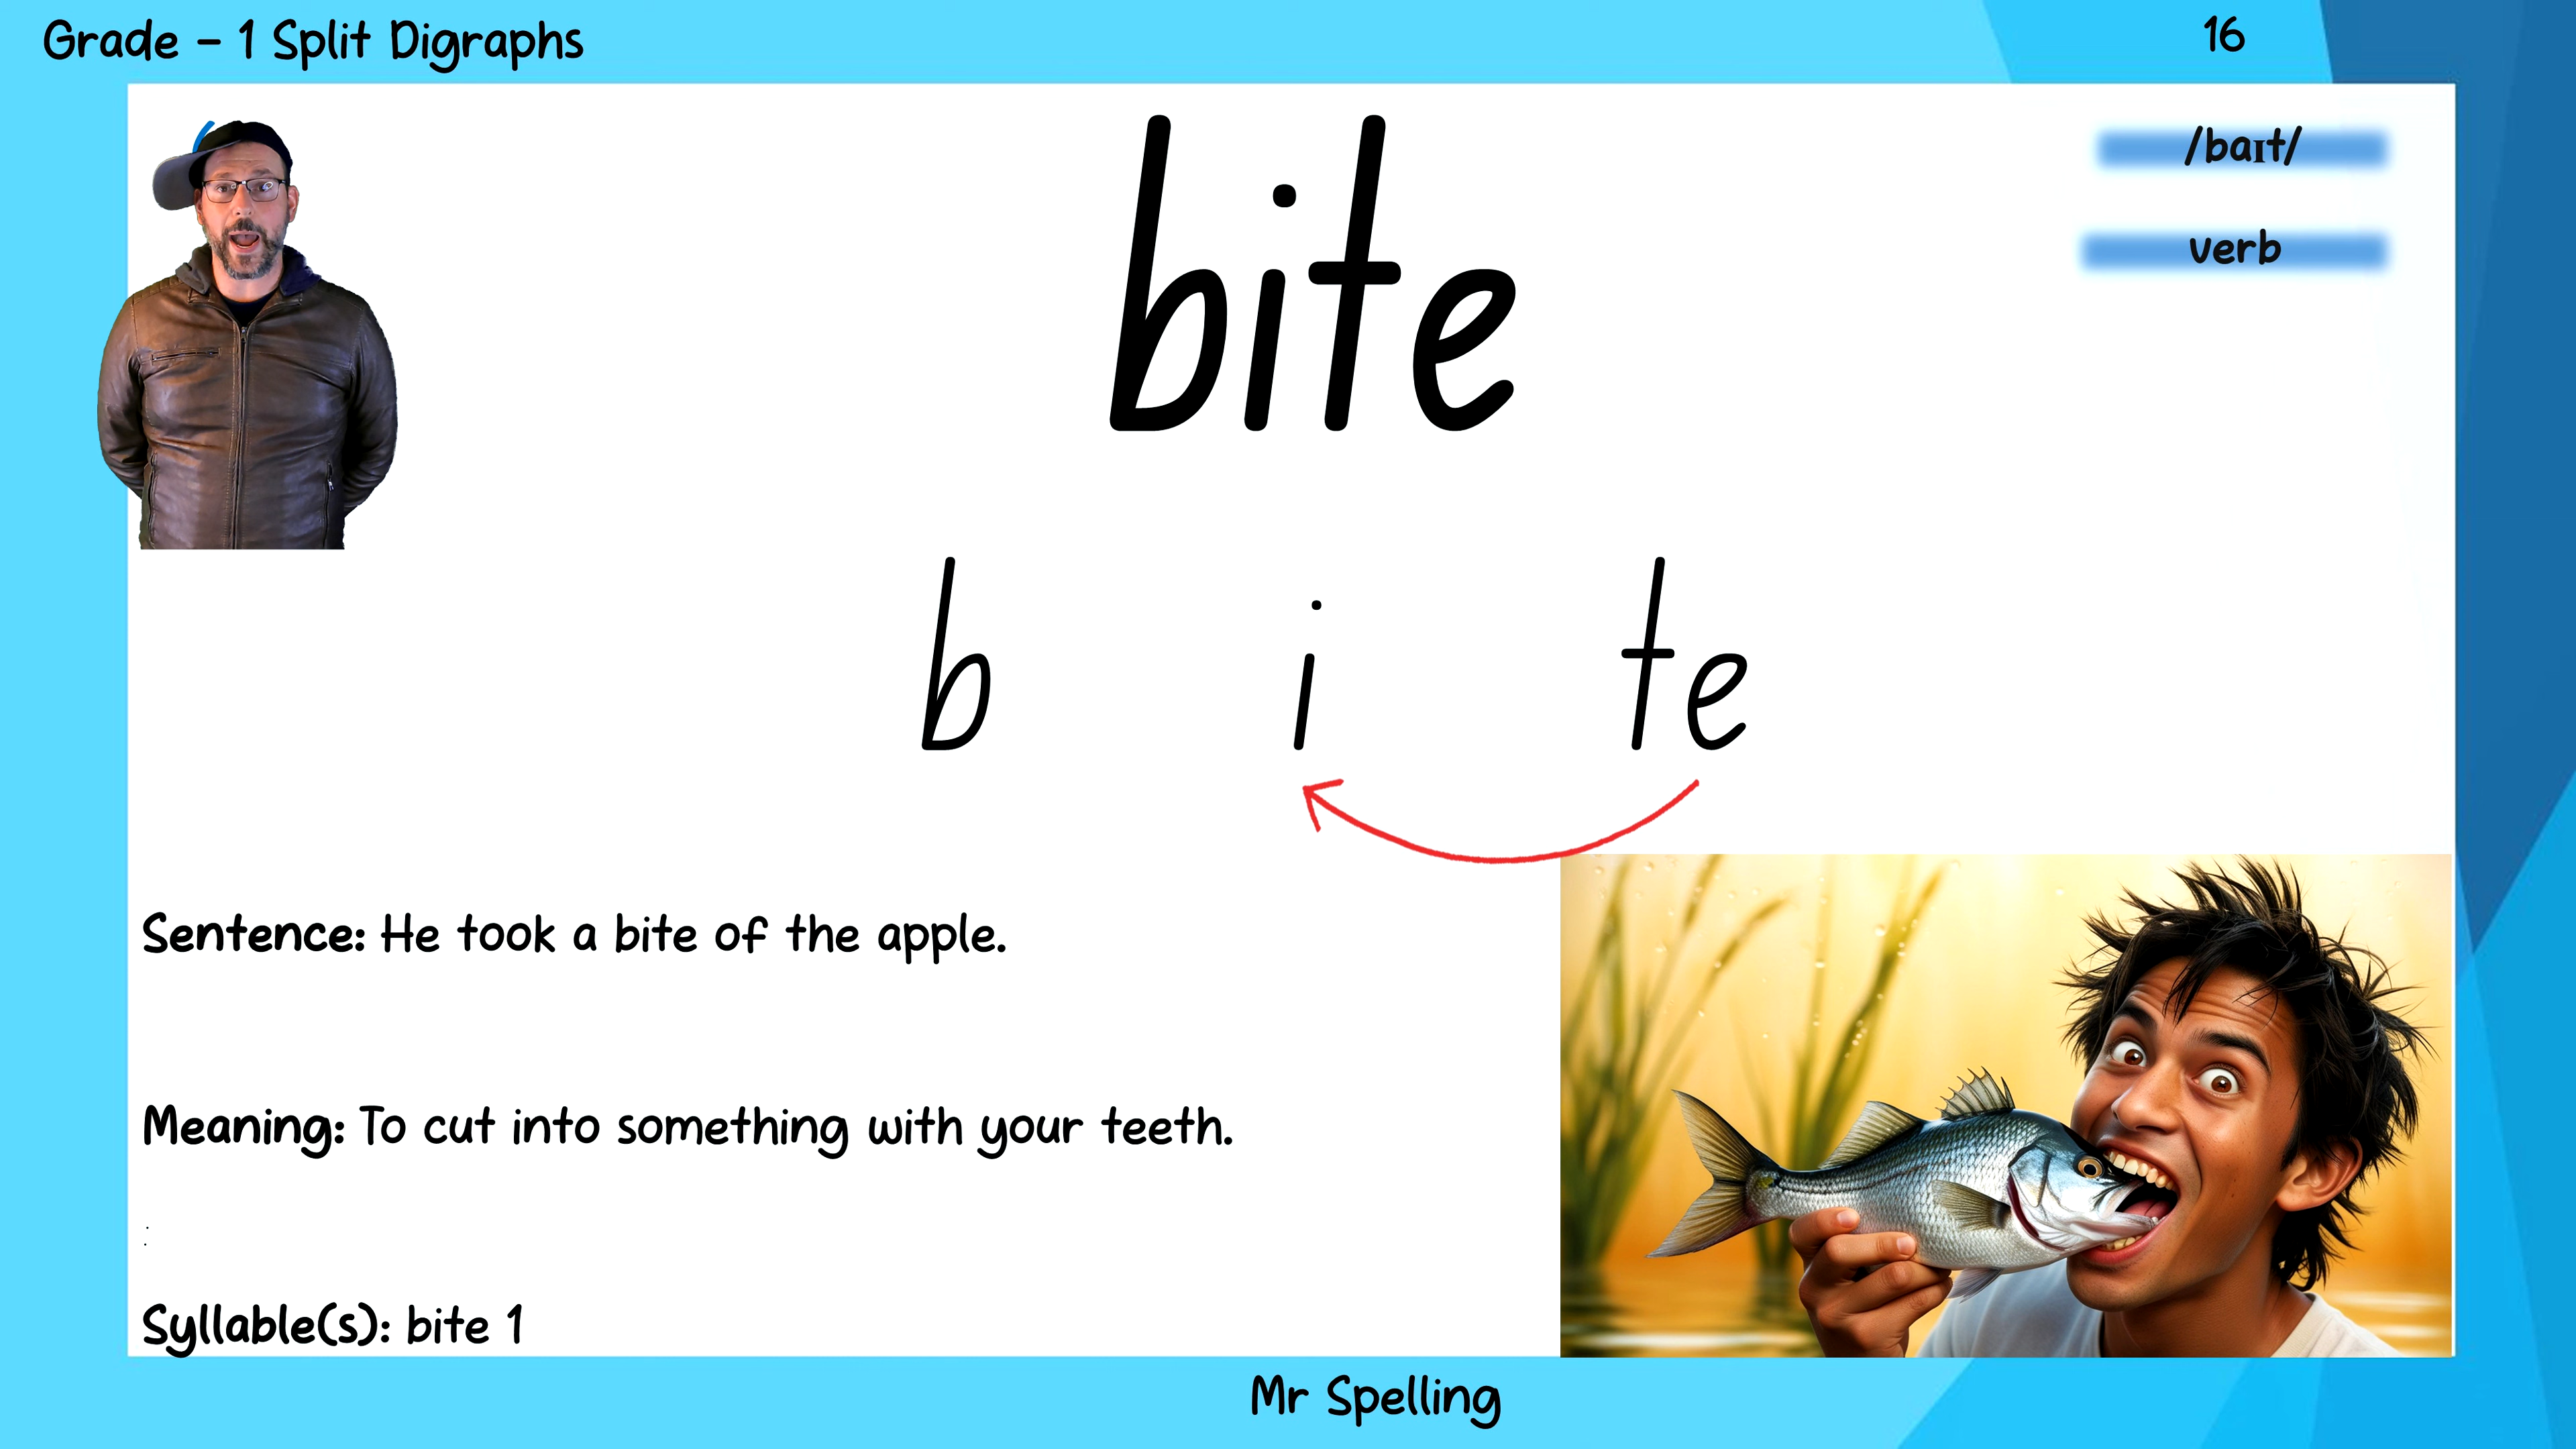 Grade - 1 Split Digraphs
16
bite
/baɪt/
verb
b i te
Sentence: He took a bite of the apple.
Meaning: To cut into something with your teeth.
Syllable(s): bite 1
Mr Spelling